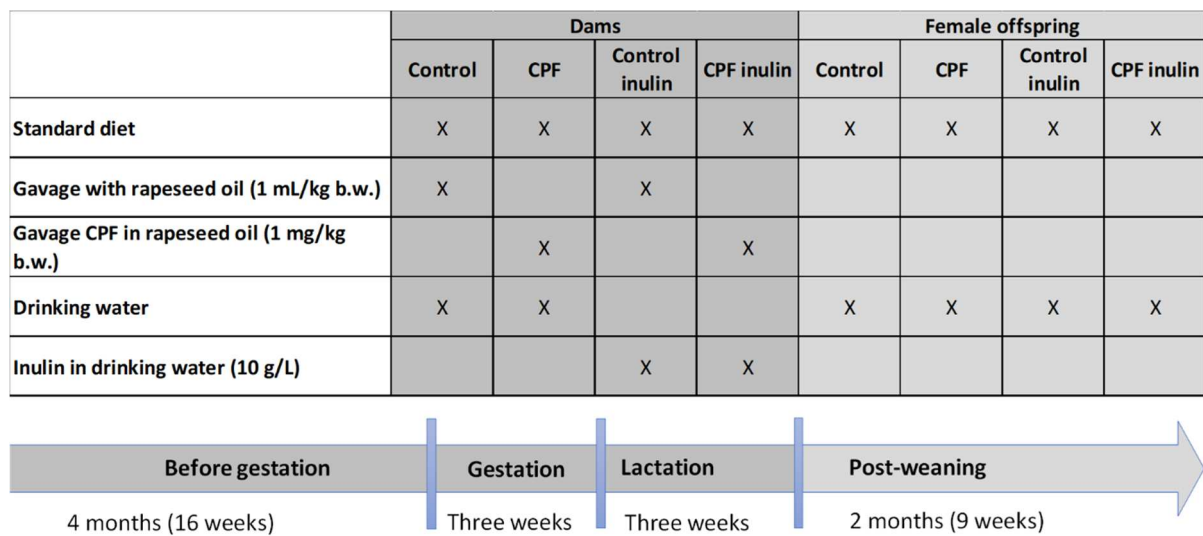 Dams Female offspring
Control CPF Control inulin CPF inulin Control CPF Control inulin CPF inulin
Standard diet X X X X X X X X
Gavage with rapeseed oil (1 mL/kg b.w.) X X
Gavage CPF in rapeseed oil (1 mg/kg b.w.) X X
Drinking water X X X X X X
Inulin in drinking water (10 g/L) X X
Before gestation Gestation Lactation Post-weaning
4 months (16 weeks) Three weeks Three weeks 2 months (9 weeks)